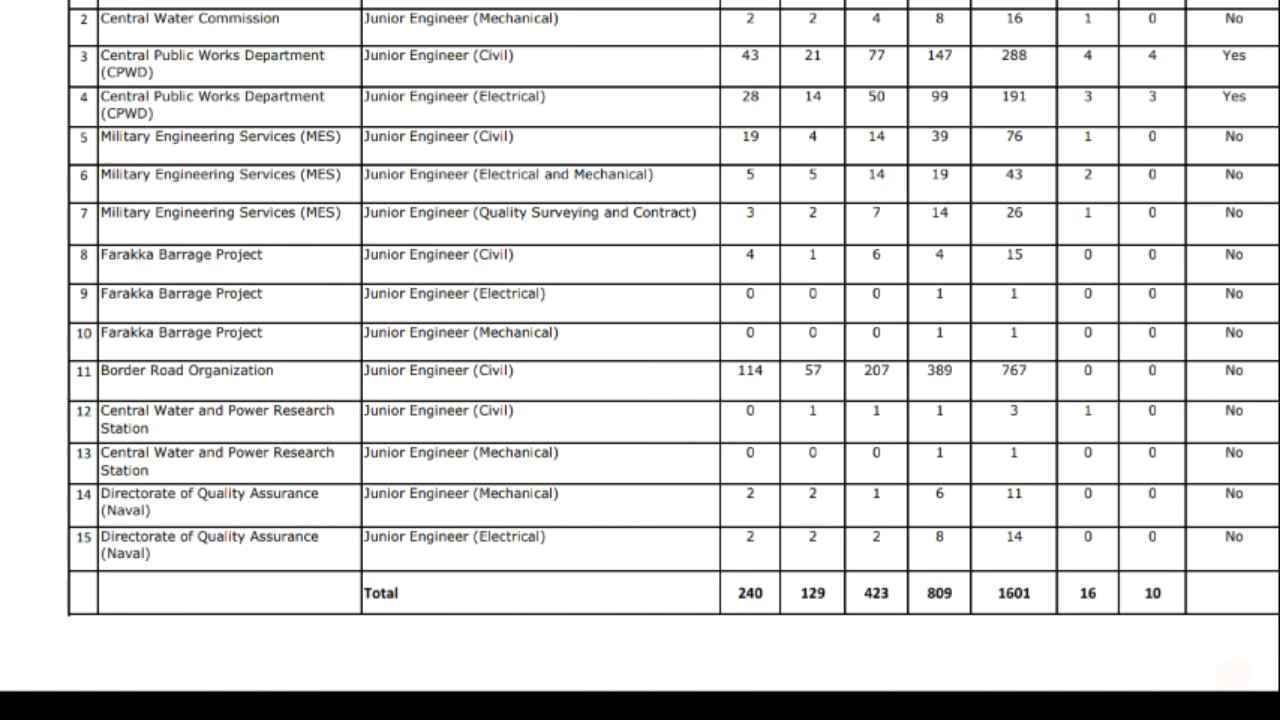 2 Central Water Commission Junior Engineer (Mechanical) 2 2 4 8 16 1 0 No
3 Central Public Works Department Junior Engineer (Civil) 43 21 77 147 288 4 4 Yes
(CPWD)
4 Central Public Works Department Junior Engineer (Electrical) 28 14 50 99 191 3 3 Yes
(CPWD)
5 Military Engineering Services (MES) Junior Engineer (Civil) 19 4 14 39 76 1 0 No
6 Military Engineering Services (MES) Junior Engineer (Electrical and Mechanical) 5 5 14 19 43 2 0 No
7 Military Engineering Services (MES) Junior Engineer (Quality Surveying and Contract) 3 2 7 14 26 1 0 No
8 Farakka Barrage Project Junior Engineer (Civil) 4 1 6 4 15 0 0 No
9 Farakka Barrage Project Junior Engineer (Electrical) 0 0 0 1 1 0 0 No
10 Farakka Barrage Project Junior Engineer (Mechanical) 0 0 0 1 1 0 0 No
11 Border Road Organization Junior Engineer (Civil) 114 57 207 389 767 0 0 No
12 Central Water and Power Research Junior Engineer (Civil) 0 1 1 1 3 1 0 No
Station
13 Central Water and Power Research Junior Engineer (Mechanical) 0 0 0 1 1 0 0 No
Station
14 Directorate of Quality Assurance Junior Engineer (Mechanical) 2 2 1 6 11 0 0 No
(Naval)
15 Directorate of Quality Assurance Junior Engineer (Electrical) 2 2 2 8 14 0 0 No
(Naval)
Total 240 129 423 809 1601 16 10